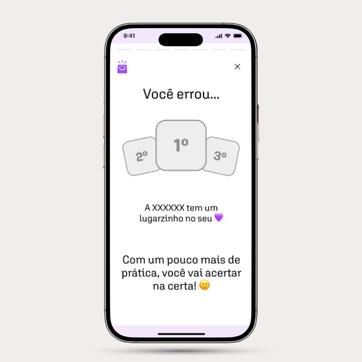 9:41
Você errou...
2º
1º
3º
A XXXXXX tem um
lugarzinho no seu 💜
Com um pouco mais de
prática, você vai acertar
na certa! 🙂